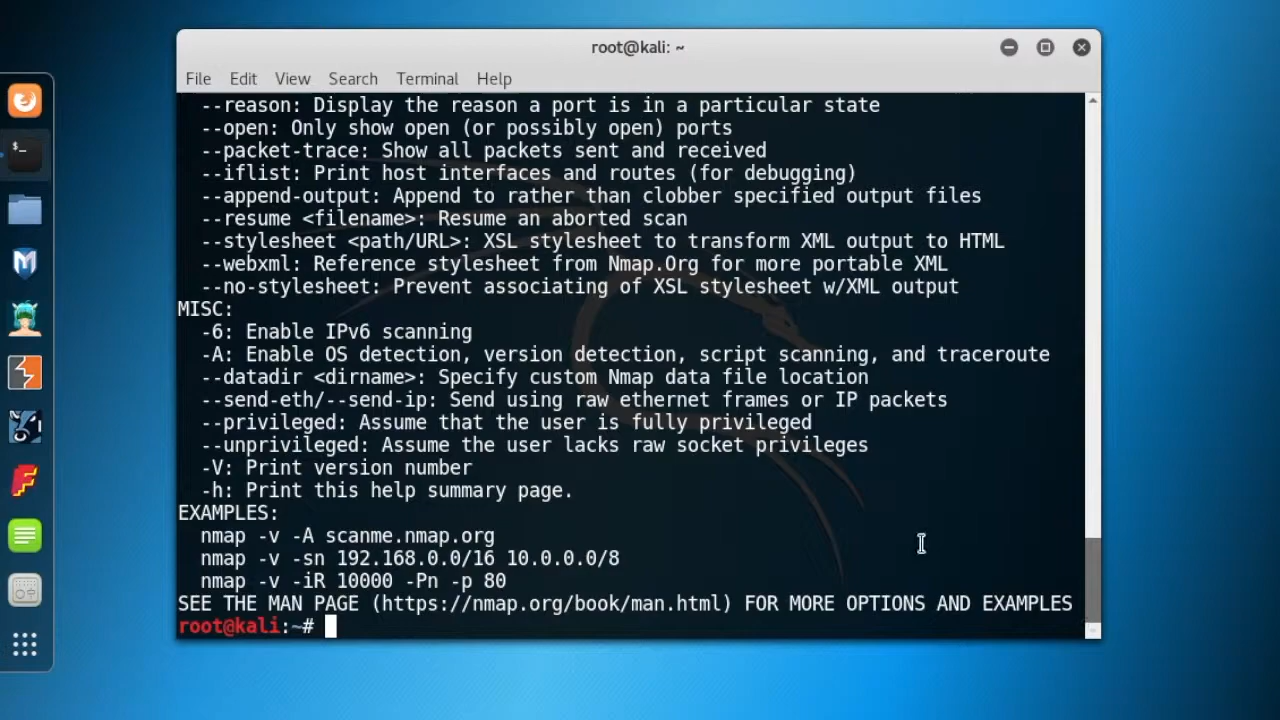 root@kali: ~
File Edit View Search Terminal Help
--reason: Display the reason a port is in a particular state
--open: Only show open (or possibly open) ports
--packet-trace: Show all packets sent and received
--iflist: Print host interfaces and routes (for debugging)
--append-output: Append to rather than clobber specified output files
--resume <filename>: Resume an aborted scan
--stylesheet <path/URL>: XSL stylesheet to transform XML output to HTML
--webxml: Reference stylesheet from Nmap.Org for more portable XML
--no-stylesheet: Prevent associating of XSL stylesheet w/XML output
MISC:
-6: Enable IPv6 scanning
-A: Enable OS detection, version detection, script scanning, and traceroute
--datadir <dirname>: Specify custom Nmap data file location
--send-eth/--send-ip: Send using raw ethernet frames or IP packets
--privileged: Assume that the user is fully privileged
--unprivileged: Assume the user lacks raw socket privileges
-V: Print version number
-h: Print this help summary page.
EXAMPLES:
nmap -v -A scanme.nmap.org
nmap -v -sn 192.168.0.0/16 10.0.0.0/8
nmap -v -iR 10000 -Pn -p 80
SEE THE MAN PAGE (https://nmap.org/book/man.html) FOR MORE OPTIONS AND EXAMPLES
root@kali:~#